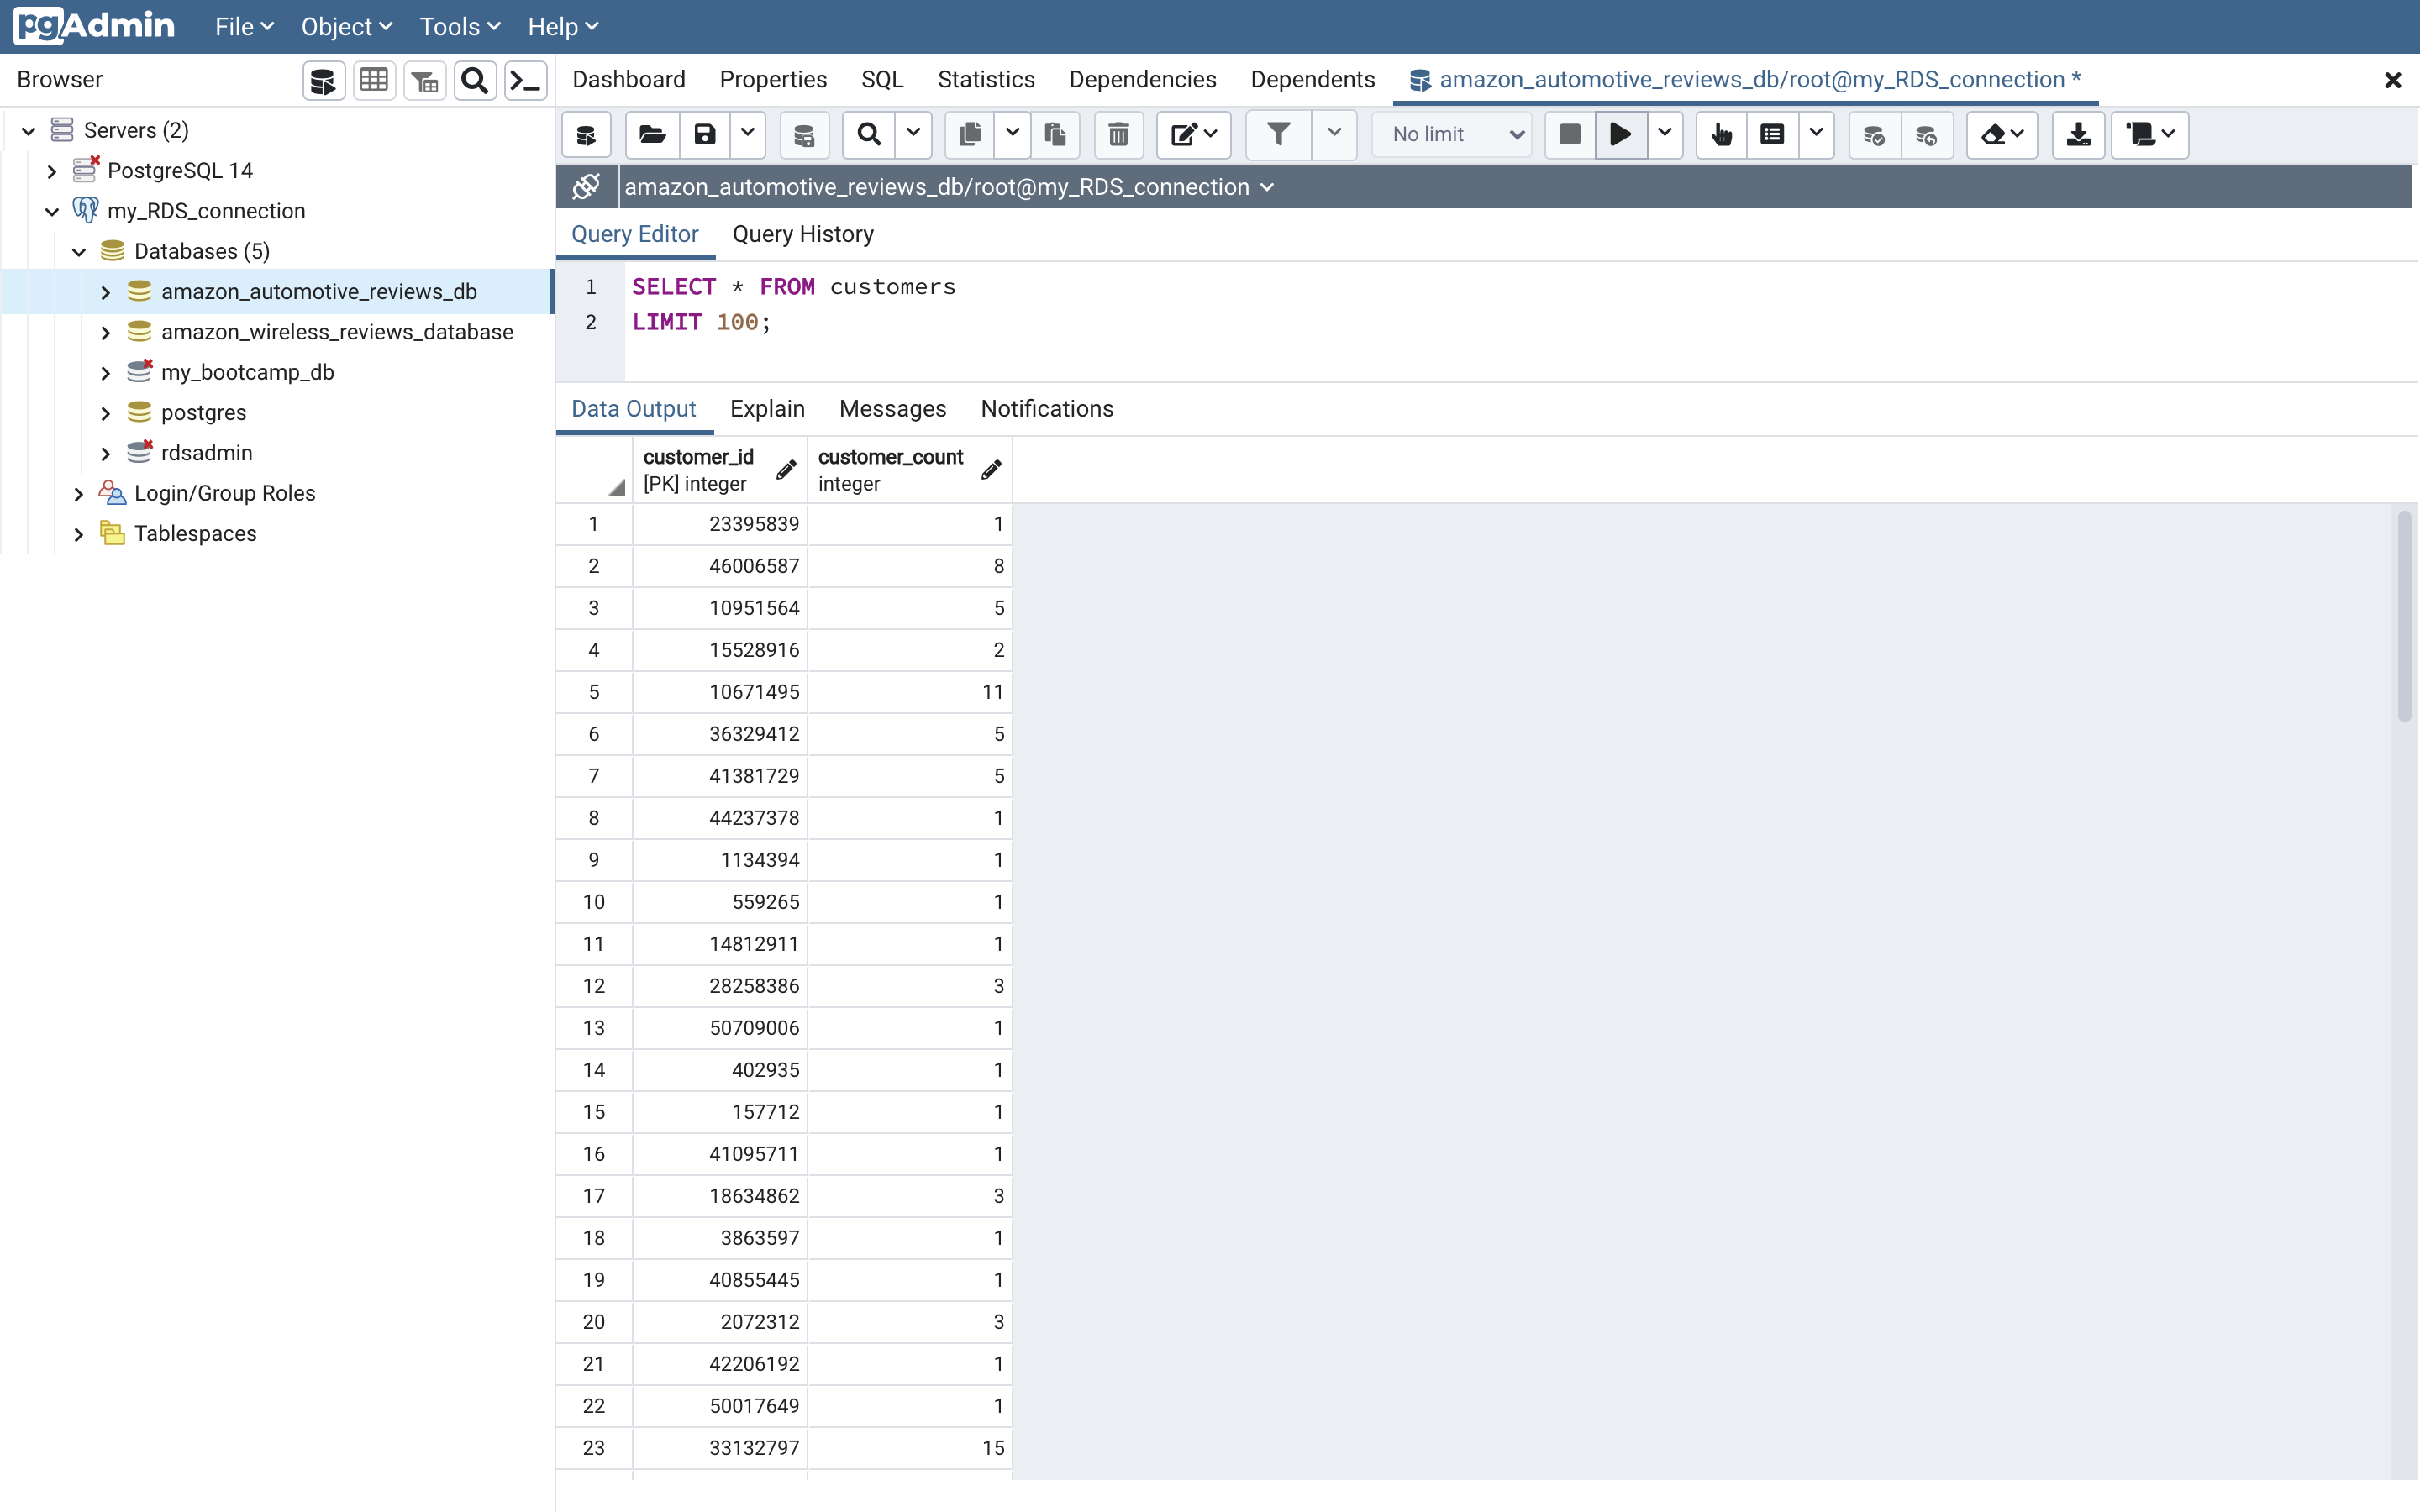 pgAdmin File Object Tools Help
Browser
Dashboard Properties SQL Statistics Dependencies Dependents amazon_automotive_reviews_db/root@my_RDS_connection *
Servers (2)
PostgreSQL 14
my_RDS_connection
Databases (5)
amazon_automotive_reviews_db
amazon_wireless_reviews_database
my_bootcamp_db
postgres
rdsadmin
Login/Group Roles
Tablespaces
No limit
amazon_automotive_reviews_db/root@my_RDS_connection
Query Editor Query History
1 SELECT * FROM customers
2 LIMIT 100;
Data Output Explain Messages Notifications
customer_id customer_count
[PK] integer integer
1 23395839 1
2 46006587 8
3 10951564 5
4 15528916 2
5 10671495 11
6 36329412 5
7 41381729 5
8 44237378 1
9 1134394 1
10 559265 1
11 14812911 1
12 28258386 3
13 50709006 1
14 402935 1
15 157712 1
16 41095711 1
17 18634862 3
18 3863597 1
19 40855445 1
20 2072312 3
21 42206192 1
22 50017649 1
23 33132797 15